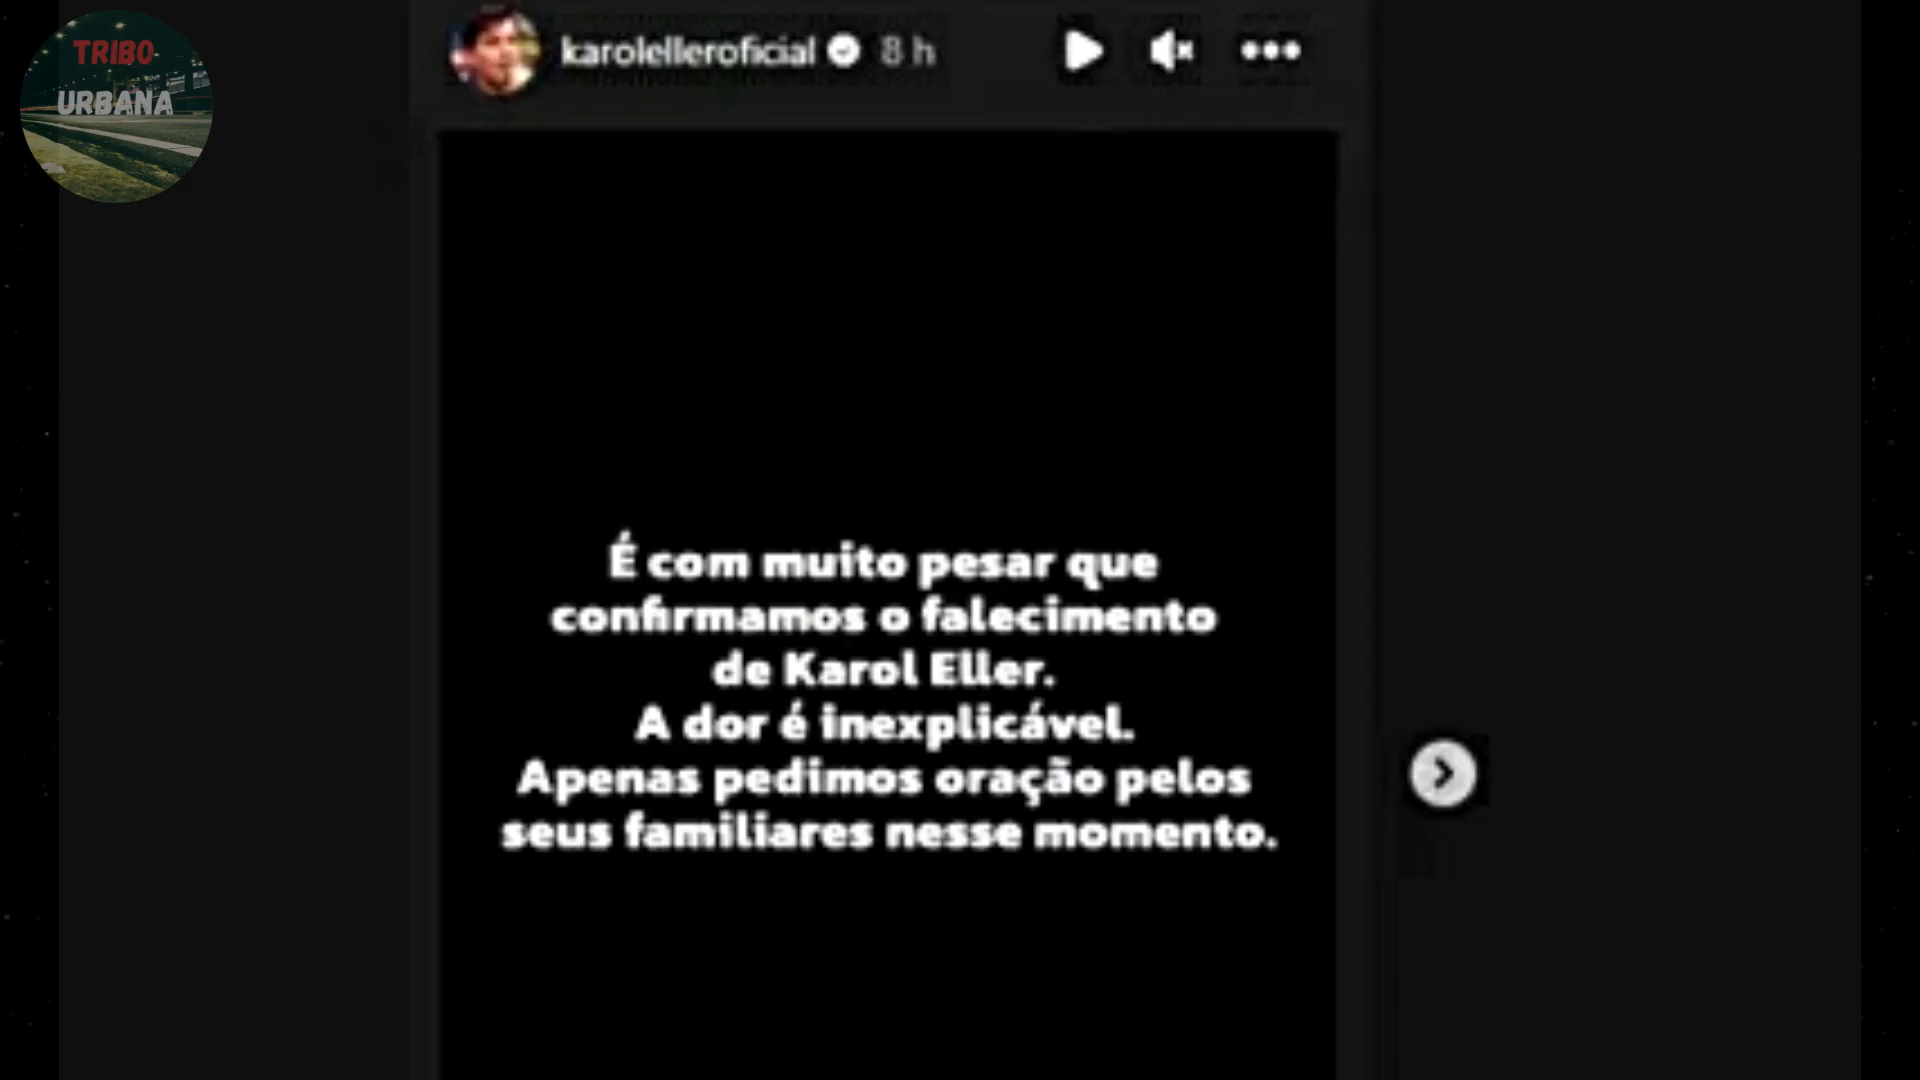 TRIBO
URBANA
karolelleroficial 8 h
É com muito pesar que
confirmamos o falecimento
de Karol Eller.
A dor é inexplicável.
Apenas pedimos oração pelos
seus familiares nesse momento.